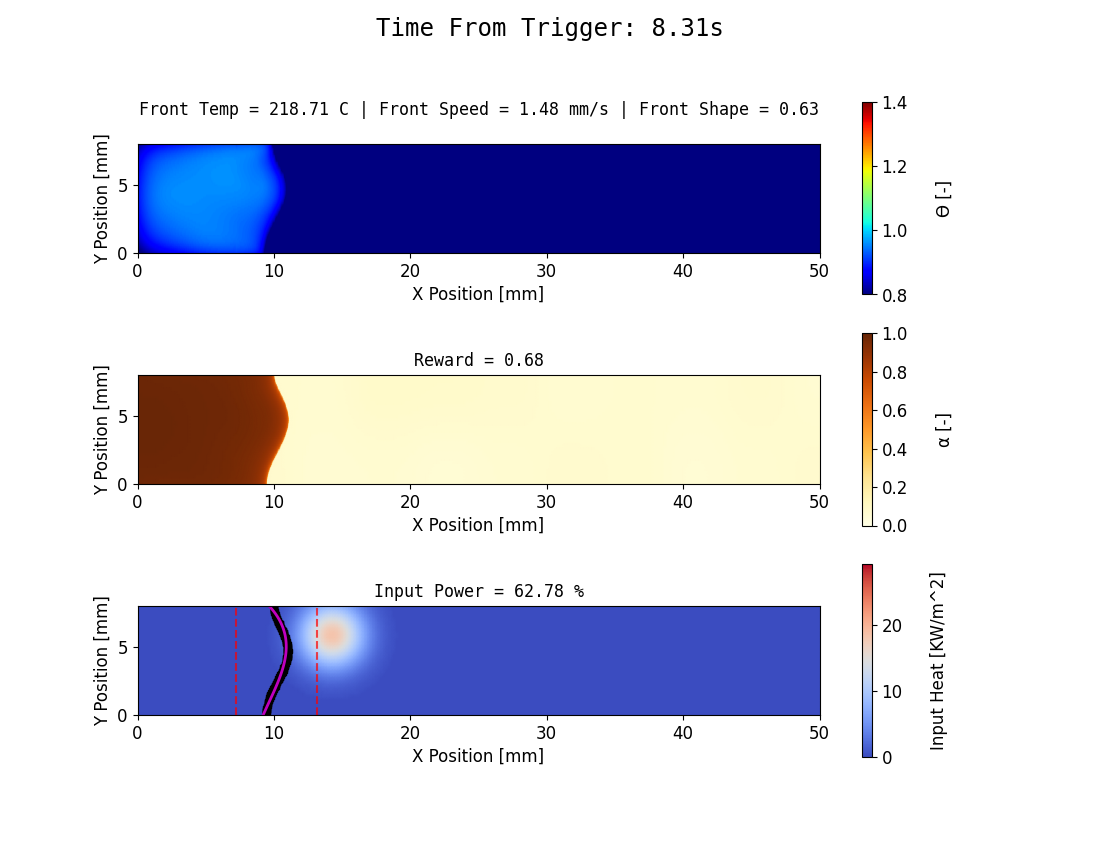 Time From Trigger: 8.31s
Front Temp = 218.71 C | Front Speed = 1.48 mm/s | Front Shape = 0.63
Y Position [mm]
5
0
0 10 20 30 40 50
X Position [mm]
1.4
1.2
1.0
0.8
Θ [-]
Reward = 0.68
Y Position [mm]
5
0
0 10 20 30 40 50
X Position [mm]
1.0
0.8
0.6
0.4
0.2
0.0
α [-]
Input Power = 62.78 %
Y Position [mm]
5
0
0 10 20 30 40 50
X Position [mm]
20
10
0
Input Heat [KW/m^2]